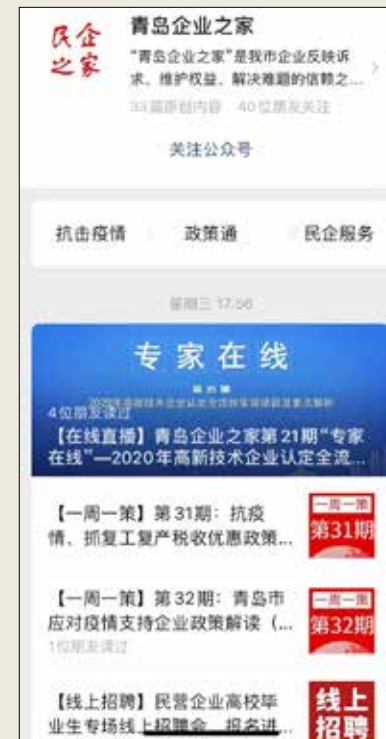 民企
之家
青岛企业之家
“青岛企业之家”是我市企业反映诉
求、维护权益、解决难题的信赖之...
33篇原创内容 40位朋友关注
关注公众号
抗击疫情
政策通
民企服务
星期三 17:56
专家在线
4位朋友读过
【在线直播】青岛企业之家第21期“专家
在线”—2020年高新技术企业认定全流...
【一周一策】第31期：抗疫
情、抓复工复产税收优惠政策...
一周一策
第31期
【一周一策】第32期：青岛市
应对疫情支持企业政策解读（...
1位朋友读过
一周一策
第32期
【线上招聘】民营企业高校毕
业生专场线上招聘会 报名进...
线上
招聘